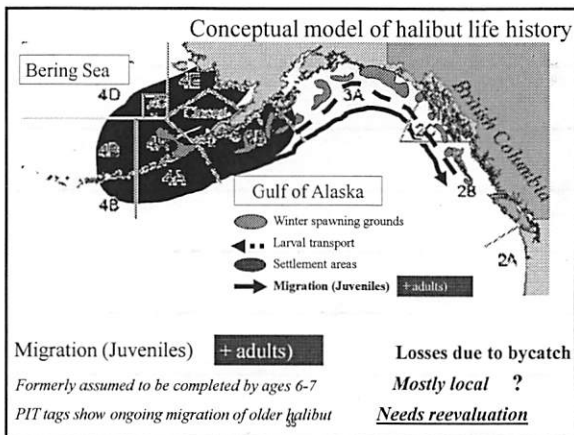 Conceptual model of halibut life history
Bering Sea
4D
4E
3A
2C
British Columbia
4A
4B
2B
Gulf of Alaska
Winter spawning grounds
Larval transport
2A
Settlement areas
Migration (Juveniles) + adults)
Migration (Juveniles) + adults)
Losses due to bycatch
Formerly assumed to be completed by ages 6-7
Mostly local ?
PIT tags show ongoing migration of older halibut
Needs reevaluation